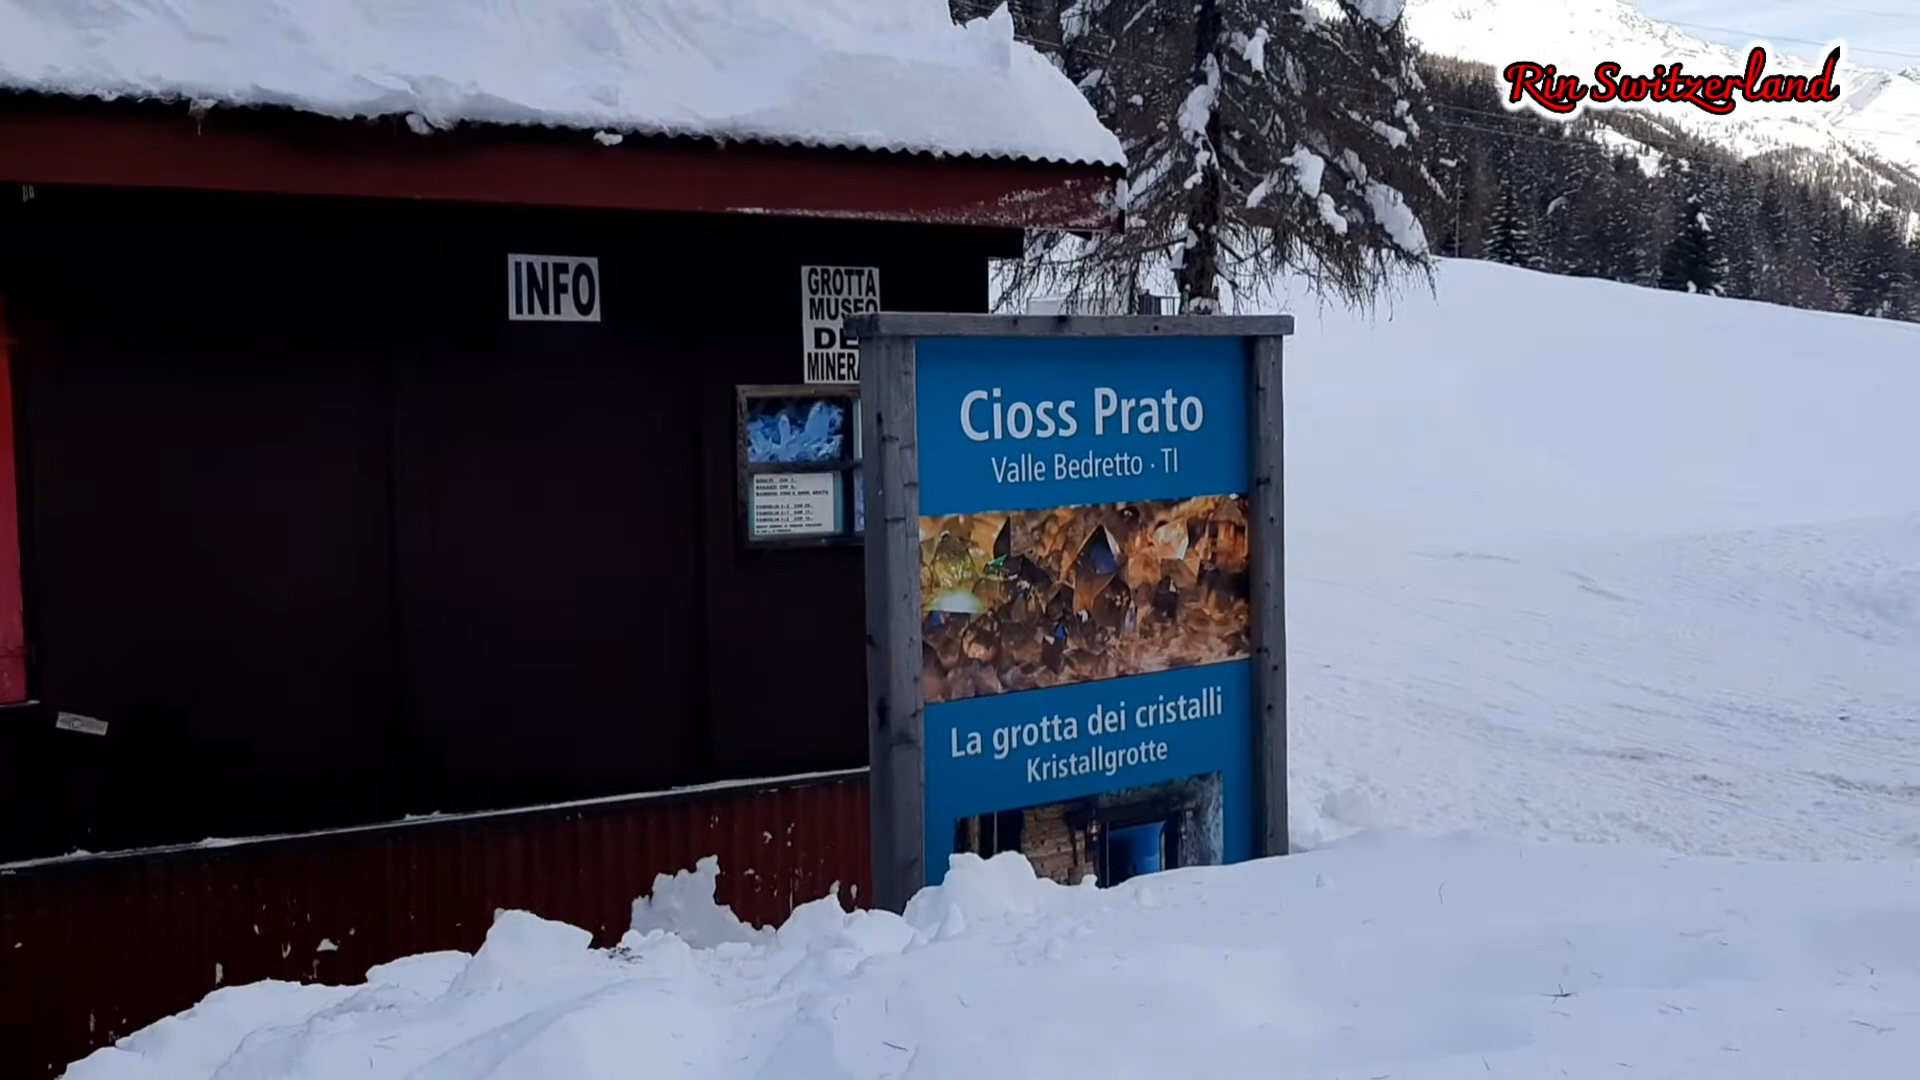 Rin Switzerland
INFO
GROTTA
MUSEO
DE
MINERA
Cioss Prato
Valle Bedretto · TI
La grotta dei cristalli
Kristallgrotte